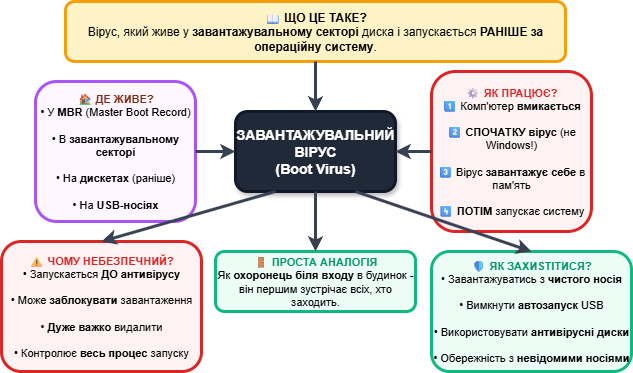 📖 ЩО ЦЕ ТАКЕ?
Вірус, який живе у завантажувальному секторі диска і запускається РАНІШЕ за
операційну систему.
🏠 ДЕ ЖИВЕ?
• У MBR (Master Boot Record)
• В завантажувальному
секторі
• На дискетах (раніше)
• На USB-носіях
ЗАВАНТАЖУВАЛЬНИЙ
ВІРУС
(Boot Virus)
⚙️ ЯК ПРАЦЮЄ?
1️⃣ Комп'ютер вмикається
2️⃣ СПОЧАТКУ вірус (не
Windows!)
3️⃣ Вірус завантажує себе в
пам'ять
4️⃣ ПОТІМ запускає систему
⚠️ ЧОМУ НЕБЕЗПЕЧНИЙ?
• Запускається ДО антивірусу
• Може заблокувати завантаження
• Дуже важко видалити
• Контролює весь процес запуску
🚪 ПРОСТА АНАЛОГІЯ
Як охоронець біля входу в будинок -
він першим зустрічає всіх, хто
заходить.
🛡️ ЯК ЗАХИSТИТИСЯ?
• Завантажуватись з чистого носія
• Вимкнути автозапуск USB
• Використовувати антивірусні диски
• Обережність з невідомими носіями